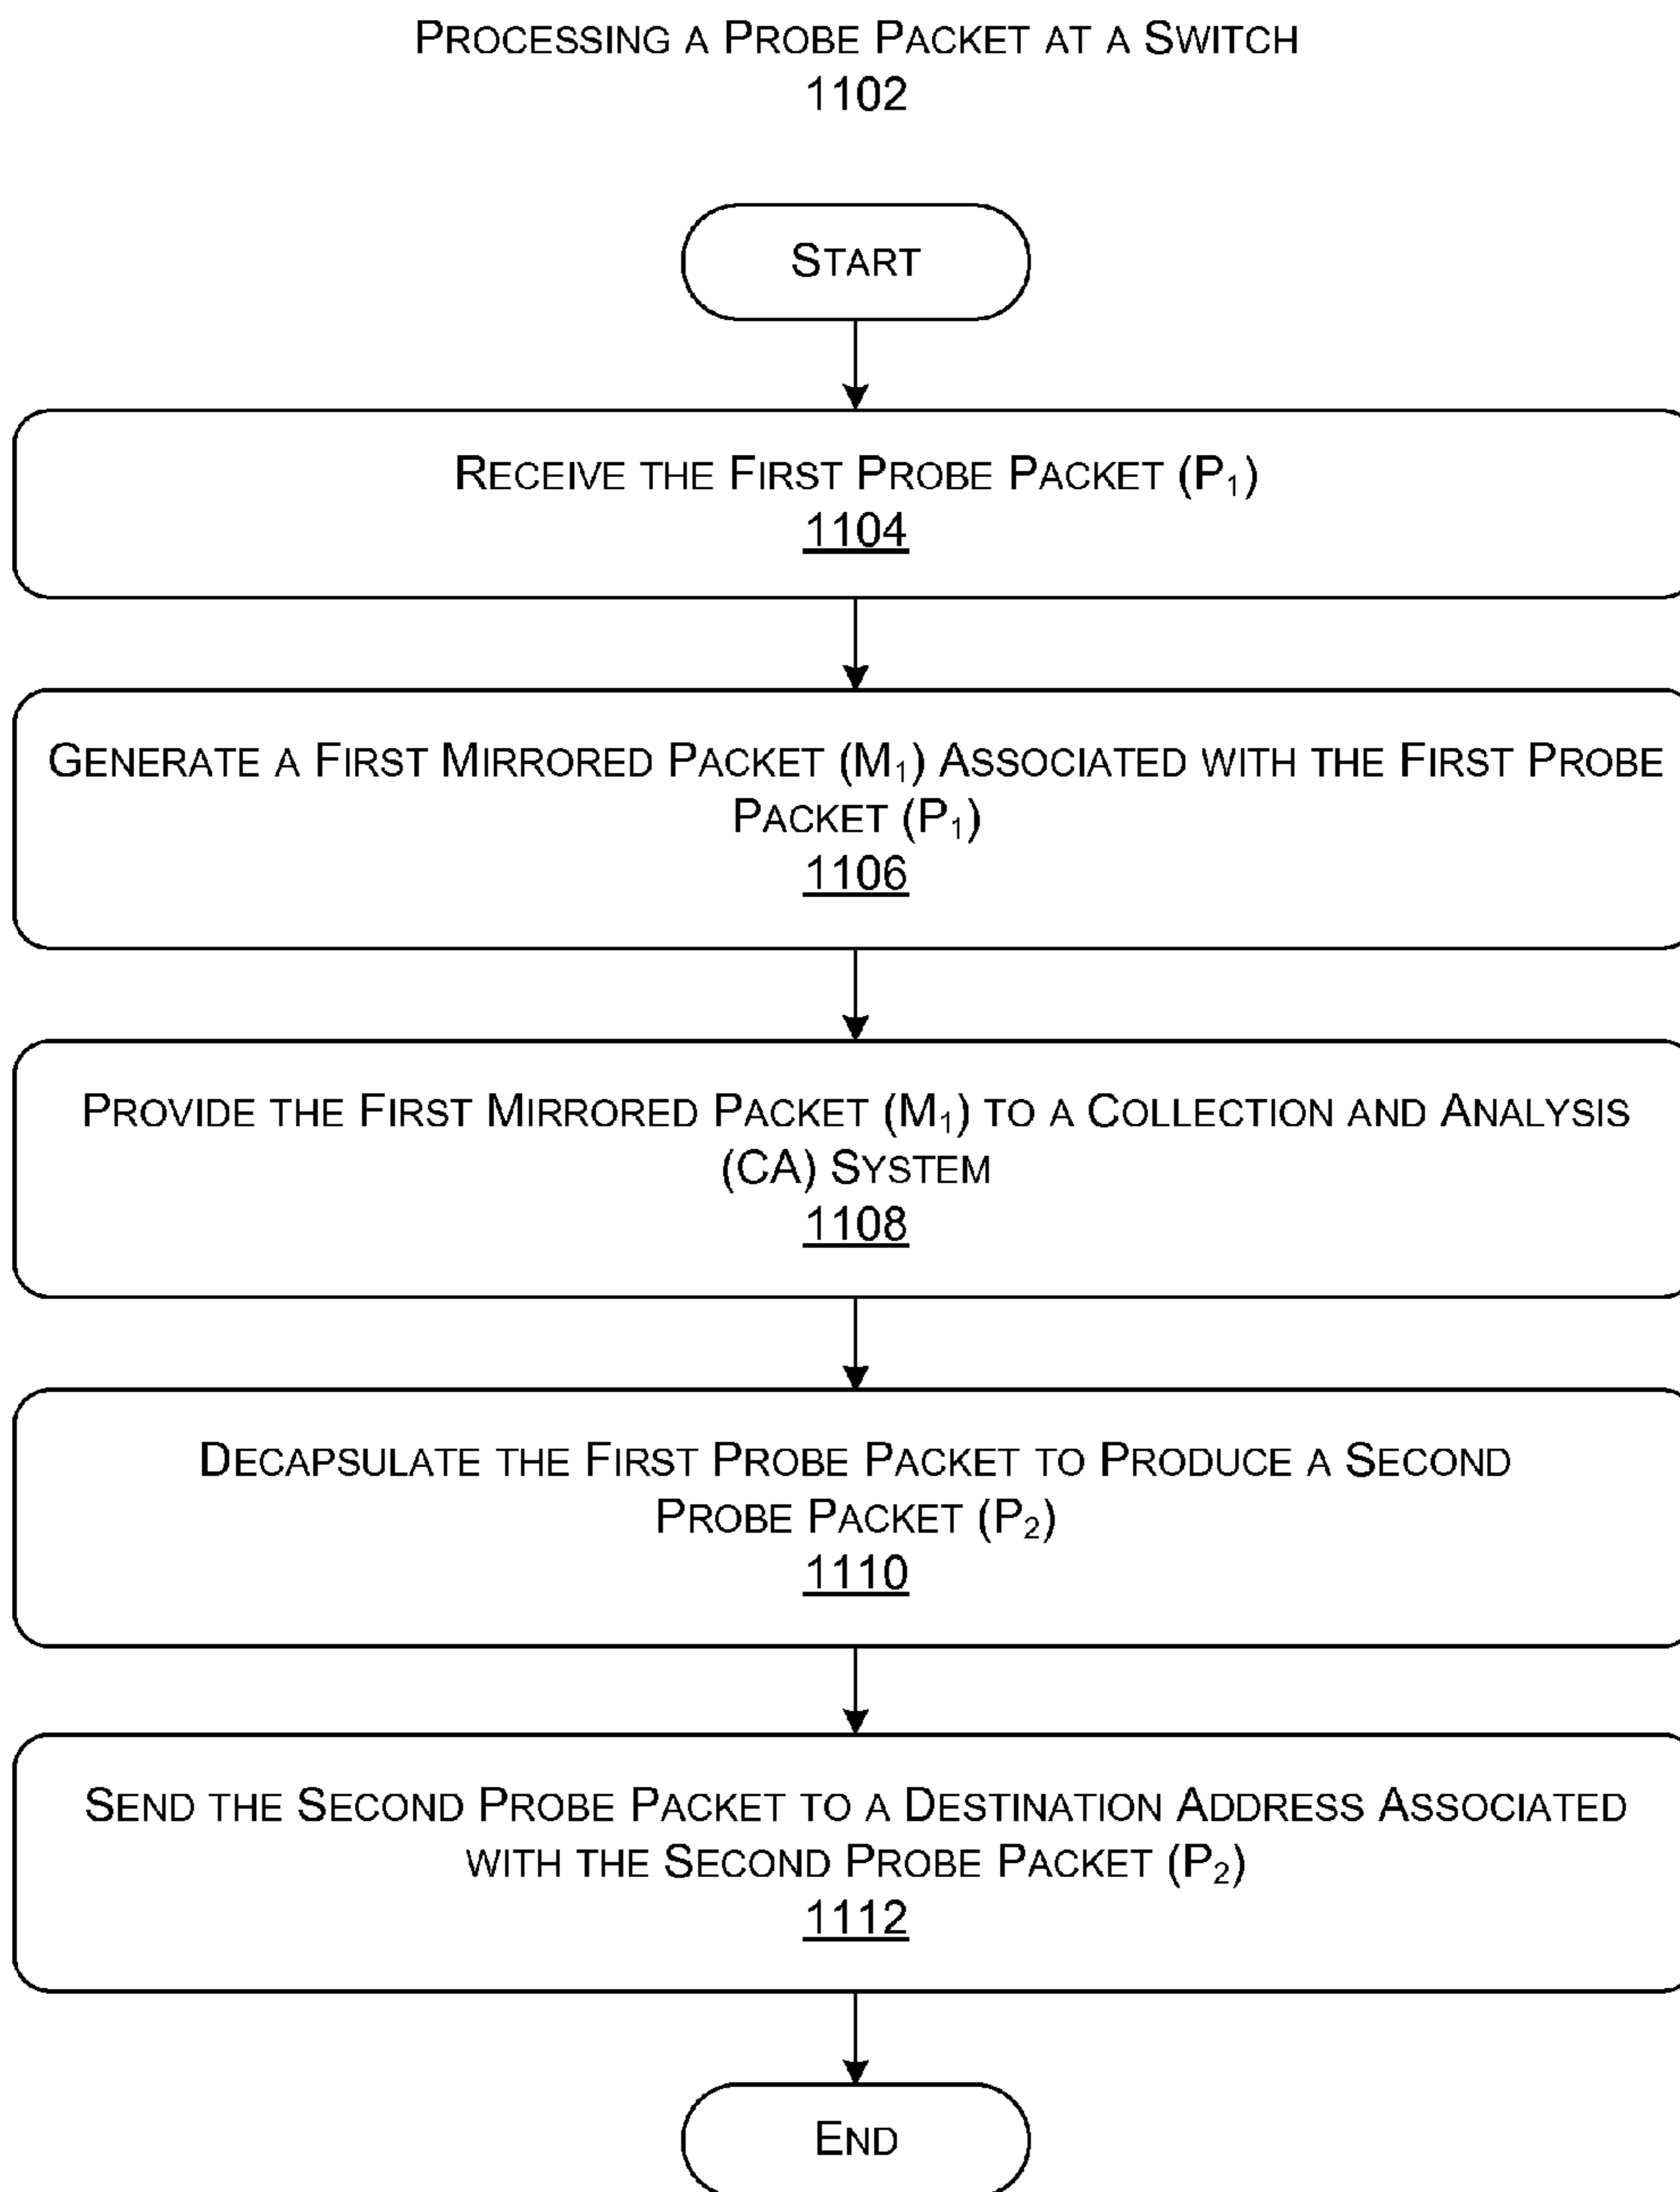 PROCESSING A PROBE PACKET AT A SWITCH
1102
START
RECEIVE THE FIRST PROBE PACKET (P₁)
1104
GENERATE A FIRST MIRRORED PACKET (M₁) ASSOCIATED WITH THE FIRST PROBE
PACKET (P₁)
1106
PROVIDE THE FIRST MIRRORED PACKET (M₁) TO A COLLECTION AND ANALYSIS
(CA) SYSTEM
1108
DECAPSULATE THE FIRST PROBE PACKET TO PRODUCE A SECOND
PROBE PACKET (P₂)
1110
SEND THE SECOND PROBE PACKET TO A DESTINATION ADDRESS ASSOCIATED
WITH THE SECOND PROBE PACKET (P₂)
1112
END